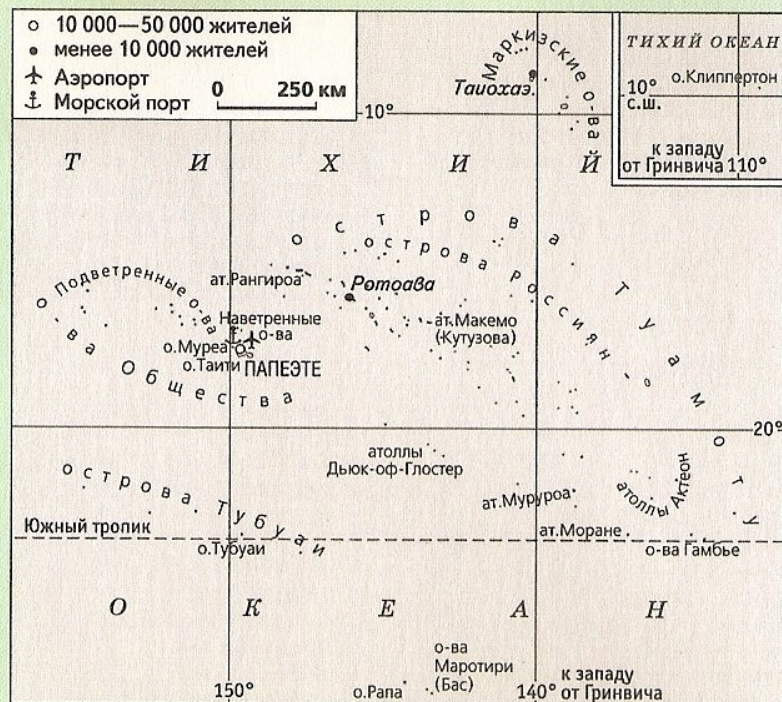 10 000—50 000 жителей
менее 10 000 жителей
Аэропорт
Морской порт
0 250 км
Маркизские о-ва
Таиохаэ
ТИХИЙ ОКЕАН
о.Клиппертон
10°
с.ш.
к западу
от Гринвича 110°
10°
ТИХИЙ
острова Туамоту
острова Россиян
Подветренные о-ва
ат.Рангироа
Ротоава
Наветренные
о-ва
ат.Макемо
(Кутузова)
о.Муреа
о.Таити
ПАПЕЭТЕ
о-ва Общества
20°
атоллы
Дьюк-оф-Глостер
острова Тубуаи
ат.Муруроа
атоллы Актеон
Южный тропик
о.Тубуаи
ат.Моране
о-ва Гамбье
ОКЕАН
о-ва
Маротири
(Бас)
о.Рапа
150°
140°
к западу
от Гринвича